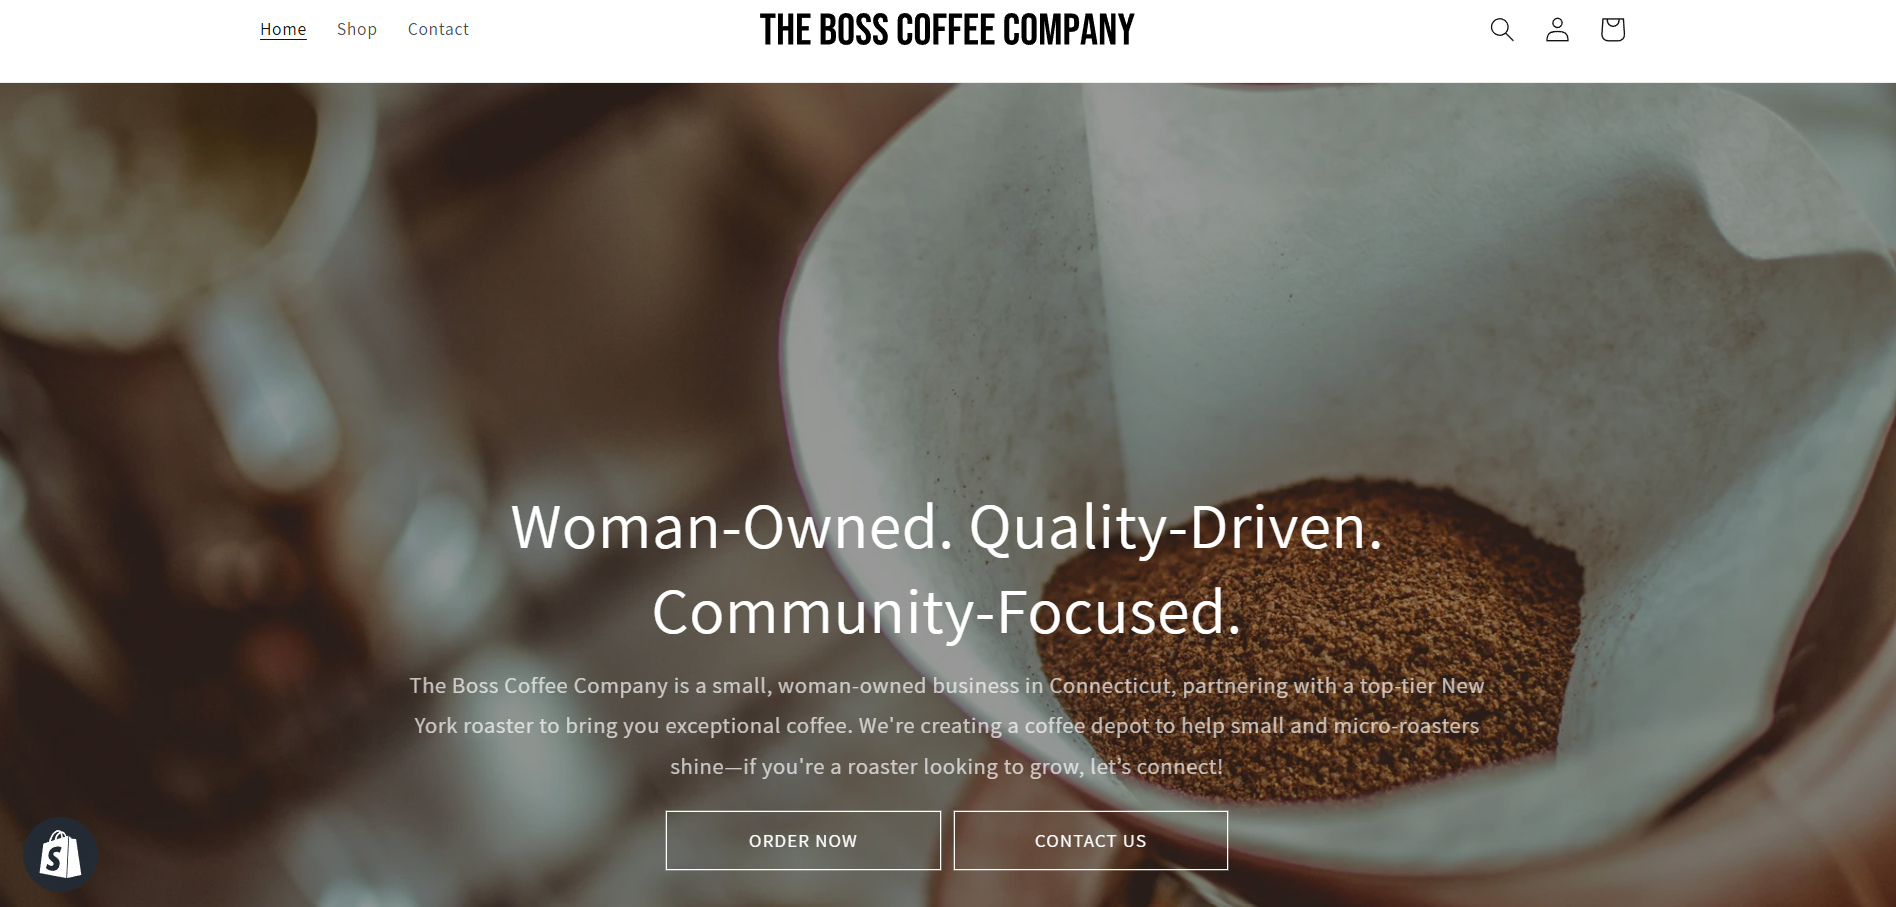 Home Shop Contact
THE BOSS COFFEE COMPANY
Woman-Owned. Quality-Driven.
Community-Focused.
The Boss Coffee Company is a small, woman-owned business in Connecticut, partnering with a top-tier New
York roaster to bring you exceptional coffee. We're creating a coffee depot to help small and micro-roasters
shine—if you're a roaster looking to grow, let’s connect!
ORDER NOW CONTACT US
S